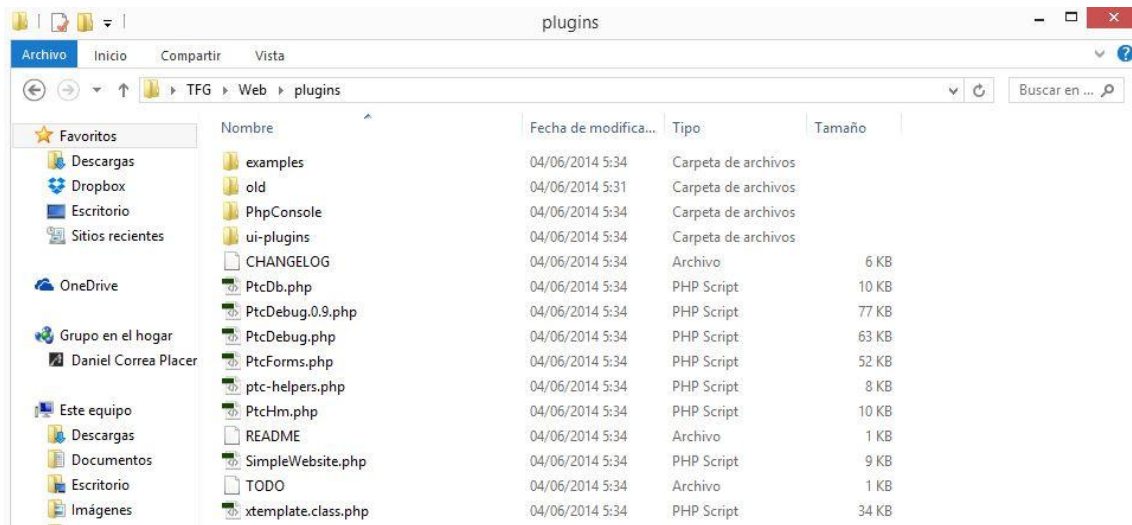 plugins
Archivo Inicio Compartir Vista
TFG Web plugins Buscar en ...
Nombre Fecha de modifica... Tipo Tamaño
Favoritos
Descargas
Dropbox
Escritorio
Sitios recientes
OneDrive
Grupo en el hogar
Daniel Correa Placer
Este equipo
Descargas
Documentos
Escritorio
Imágenes
examples 04/06/2014 5:34 Carpeta de archivos
old 04/06/2014 5:31 Carpeta de archivos
PhpConsole 04/06/2014 5:34 Carpeta de archivos
ui-plugins 04/06/2014 5:34 Carpeta de archivos
CHANGELOG 04/06/2014 5:34 Archivo 6 KB
PtcDb.php 04/06/2014 5:34 PHP Script 10 KB
PtcDebug.0.9.php 04/06/2014 5:34 PHP Script 77 KB
PtcDebug.php 04/06/2014 5:34 PHP Script 63 KB
PtcForms.php 04/06/2014 5:34 PHP Script 52 KB
ptc-helpers.php 04/06/2014 5:34 PHP Script 8 KB
PtcHm.php 04/06/2014 5:34 PHP Script 10 KB
README 04/06/2014 5:34 Archivo 1 KB
SimpleWebsite.php 04/06/2014 5:34 PHP Script 9 KB
TODO 04/06/2014 5:34 Archivo 1 KB
xtemplate.class.php 04/06/2014 5:34 PHP Script 34 KB